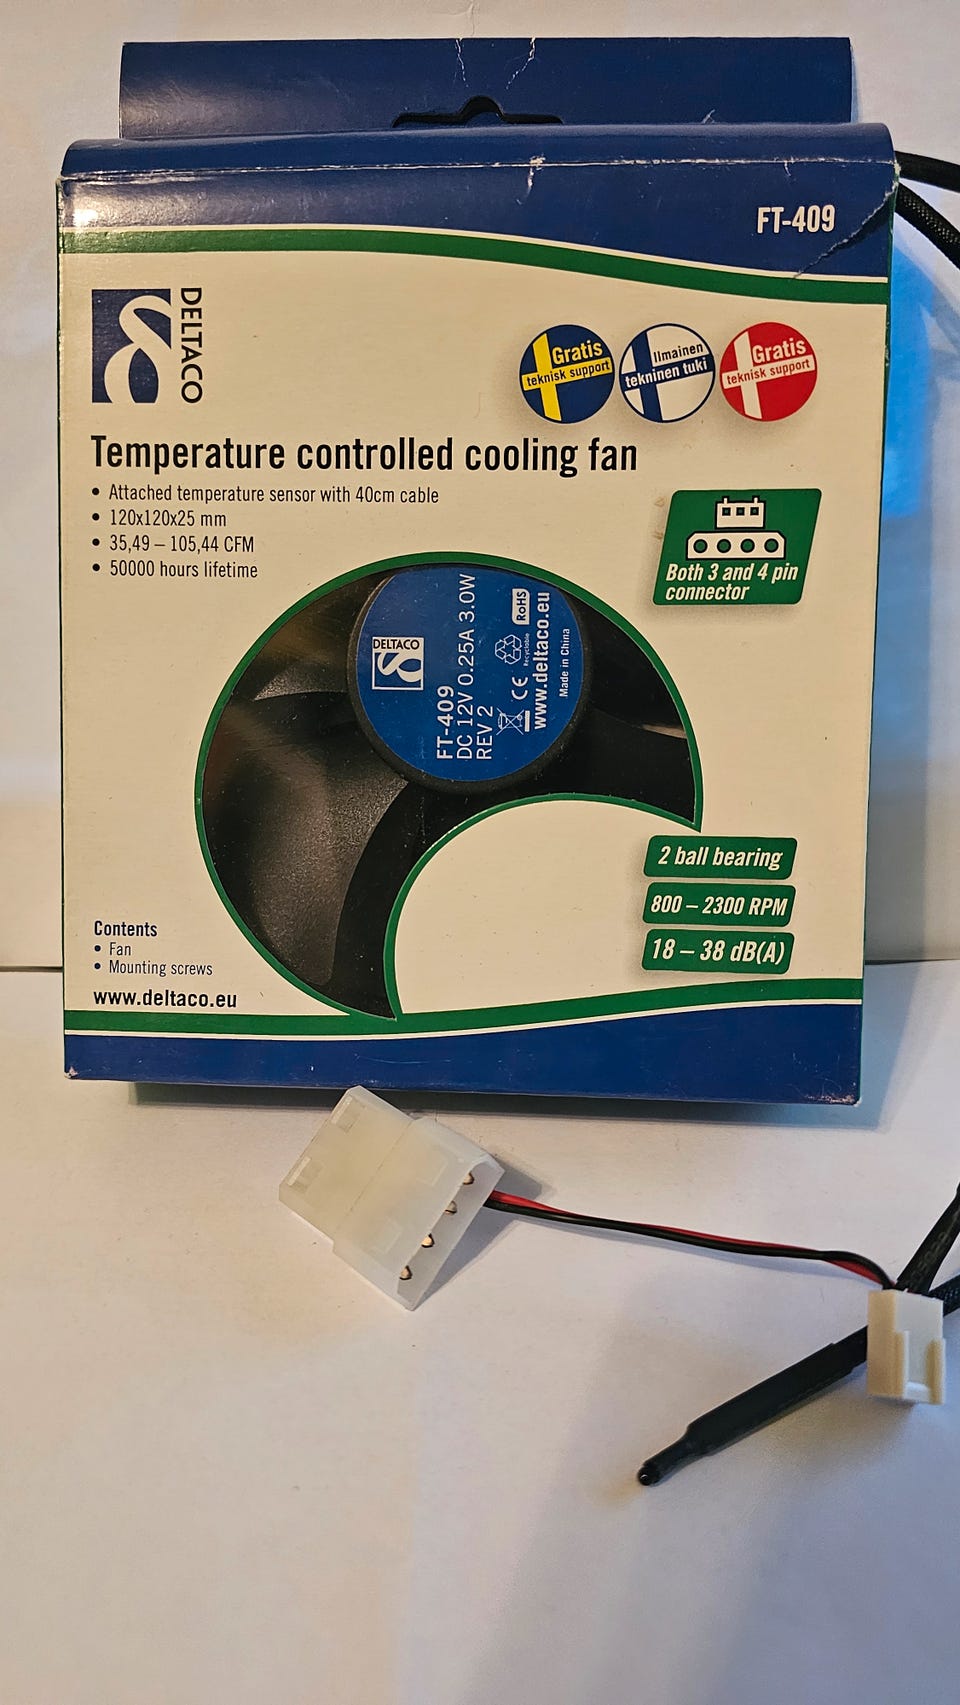 FT-409
DELTACO
Gratis
teknisk support
Ilmainen
tekninen tuki
Gratis
teknisk support
Temperature controlled cooling fan
• Attached temperature sensor with 40cm cable
• 120x120x25 mm
• 35,49 – 105,44 CFM
• 50000 hours lifetime
Both 3 and 4 pin
connector
DELTACO
FT-409
DC 12V 0.25A 3.0W
REV 2
CE
Recyclable
RoHS
www.deltaco.eu
Made in China
2 ball bearing
800 – 2300 RPM
18 – 38 dB(A)
Contents
• Fan
• Mounting screws
www.deltaco.eu